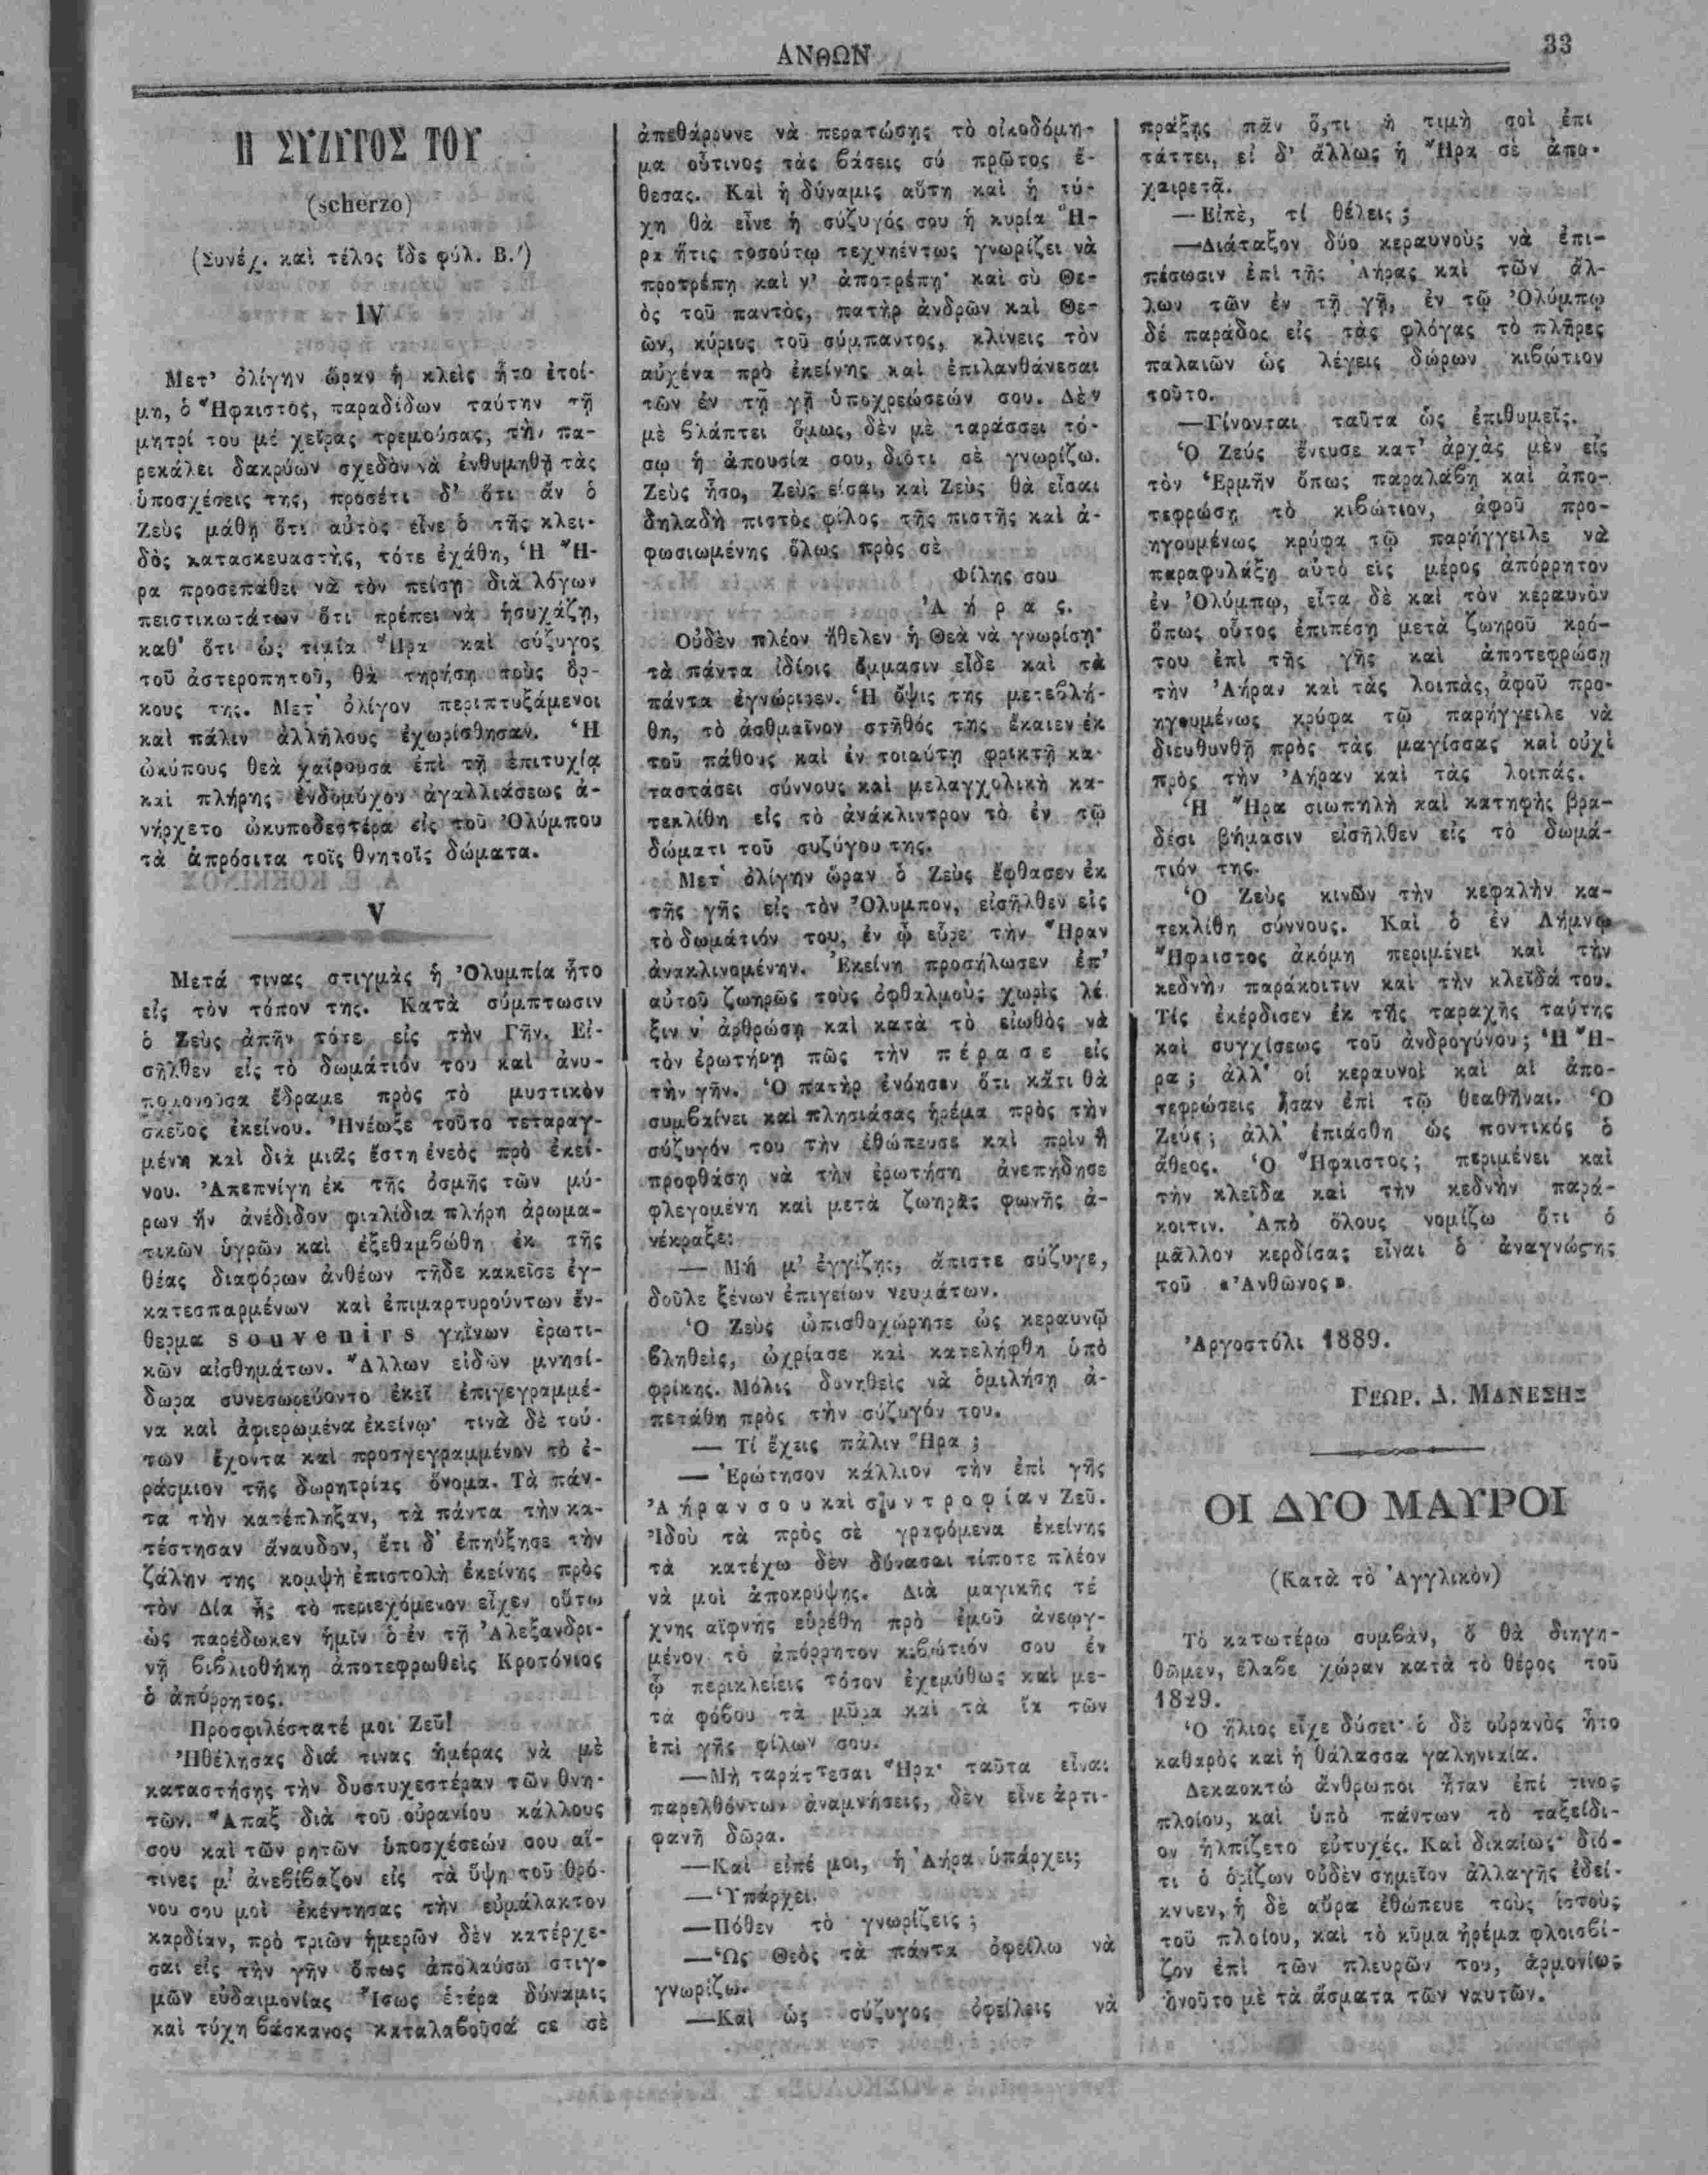 ΑΝΘΩΝ
33
Η ΣΥΖΥΓΟΣ ΤΟΥ
(scherzo)
(Συνέχ. καὶ τέλος ἴδε φύλ. Β.')
IV
Μετ' ὀλίγην ὥραν ἡ κλεὶς ἦτο ἑτοί-
μη, ὁ Ἥφαιστος, παραδίδων ταύτην τῇ
μητρί του μὲ χεῖρας τρεμούσας, τὴν πα-
ρεκάλει δακρύων σχεδὸν νὰ ἐνθυμηθῇ τὰς
ὑποσχέσεις της, προσέτι δ' ὅτι ἂν ὁ
Ζεὺς μάθῃ ὅτι αὐτὸς εἶνε ὁ τῆς κλει-
δὸς κατασκευαστὴς, τότε ἐχάθη, Ἡ Ἥ-
ρα προσεπάθει νὰ τὸν πείσῃ διὰ λόγων
πειστικωτάτων ὅτι πρέπει νὰ ἡσυχάζῃ,
καθ' ὅτι ὡς τιμία Ἥρα καὶ σύζυγος
τοῦ ἀστεροπητοῦ, θὰ τηρήσῃ τοὺς ὅρ-
κους της. Μετ' ὀλίγον περιπτυξάμενοι
καὶ πάλιν ἀλλήλους ἐχωρίσθησαν. Ἡ
ὠκύπους θεὰ χαίρουσα ἐπὶ τῇ ἐπιτυχίᾳ
καὶ πλήρης ἐνδομύχου ἀγαλλιάσεως ἀ-
νήρχετο ὠκυποδεστέρα εἰς τοῦ Ὀλύμπου
τὰ ἀπρόσιτα τοῖς θνητοῖς δώματα.
V
Μετά τινας στιγμὰς ἡ Ὀλυμπία ἦτο
εἰς τὸν τόπον της. Κατὰ σύμπτωσιν
ὁ Ζεὺς ἀπῆν τότε εἰς τὴν Γῆν. Εἰ-
σῆλθεν εἰς τὸ δωμάτιόν του καὶ ἀνυ-
πομονοῦσα ἔδραμε πρὸς τὸ μυστικὸν
σκεῦος ἐκείνου. Ἠνέωξε τοῦτο τεταραγ-
μένη καὶ διὰ μιᾶς ἔστη ἐνεὸς πρὸ ἐκεί-
νου. Ἀπεπνίγη ἐκ τῆς ὀσμῆς τῶν μύ-
ρων ἣν ἀνέδιδον φιαλίδια πλήρη ἀρωμα-
τικῶν ὑγρῶν καὶ ἐξεθαμβώθη ἐκ τῆς
θέας διαφόρων ἀνθέων τῇδε κακεῖσε ἐγ-
κατεσπαρμένων καὶ ἐπιμαρτυρούντων ἔν-
θερμα souvenirs γηΐνων ἐρωτι-
κῶν αἰσθημάτων. Ἄλλων εἰδῶν μνησί-
δωρα συνεσωρεύοντο ἐκεῖ ἐπιγεγραμμέ-
να καὶ ἀφιερωμένα ἐκείνῳ· τινὰ δὲ τού-
των ἔχοντα καὶ προσγεγραμμένον τὸ ἐ-
ράσμιον τῆς δωρητρίας ὄνομα. Τὰ πάν-
τα τὴν κατέπληξαν, τὰ πάντα τὴν κα-
τέστησαν ἄναυδον, ἔτι δ' ἐπηύξησε τὴν
ζάλην της κομψὴ ἐπιστολὴ ἐκείνης πρὸς
τὸν Δία ἧς τὸ περιεχόμενον εἶχεν οὕτω
ὡς παρέδωκεν ἡμῖν ὁ ἐν τῇ Ἀλεξανδρι-
νῇ βιβλιοθήκῃ ἀποτεφρωθεὶς Κροτόνιος
ὁ ἀπόρρητος.
Προσφιλέστατέ μοι Ζεῦ!
Ἠθέλησας διά τινας ἡμέρας νὰ μὲ
καταστήσῃς τὴν δυστυχεστέραν τῶν θνη-
τῶν. Ἅπαξ διὰ τοῦ οὐρανίου κάλλους
σου καὶ τῶν ρητῶν ὑποσχέσεών σου αἵ-
τινες μ' ἀνεβίβαζον εἰς τὰ ὕψη τοῦ θρό-
νου σου μοὶ ἐκέντησας τὴν εὐμάλακτον
καρδίαν, πρὸ τριῶν ἡμερῶν δὲν κατέρχε-
σαι εἰς τὴν γῆν ὅπως ἀπολαύσω στιγ-
μῶν εὐδαιμονίας Ἴσως ἑτέρα δύναμις
καὶ τύχη βάσκανος καταλαβοῦσά σε σὲ
ἀπεθάρρυνε νὰ περατώσῃς τὸ οἰκοδόμη-
μα οὗτινος τὰς βάσεις σύ πρῶτος ἔ-
θεσας. Καὶ ἡ δύναμις αὕτη καὶ ἡ τύ-
χη θὰ εἶνε ἡ σύζυγός σου ἡ κυρία Ἥ-
ρα ἥτις τοσούτῳ τεχνηέντως γνωρίζει νὰ
προτρέπῃ καὶ ν' ἀποτρέπῃ· καὶ σὺ Θε-
ὸς τοῦ παντὸς, πατὴρ ἀνδρῶν καὶ Θε-
ῶν, κύριος τοῦ σύμπαντος, κλίνεις τὸν
αὐχένα πρὸ ἐκείνης καὶ ἐπιλανθάνεσαι
τῶν ἐν τῇ γῇ ὑποχρεώσεών σου. Δὲν
μὲ βλάπτει ὅμως, δὲν μὲ ταράσσει τό-
σῳ ἡ ἀπουσία σου, διότι σὲ γνωρίζω.
Ζεὺς ἦσο, Ζεὺς εἶσαι, καὶ Ζεὺς θὰ εἶσαι
δηλαδὴ πιστὸς φίλος τῆς πιστῆς καὶ ἀ-
φωσιωμένης ὅλως πρὸς σὲ
Φίλης σου
Ἀήρας.
Οὐδὲν πλέον ἤθελεν ἡ Θεὰ νὰ γνωρίσῃ·
τὰ πάντα ἰδίοις ὄμμασιν εἶδε καὶ τὰ
πάντα ἐγνώρισεν. Ἡ ὄψις της μετεβλή-
θη, τὸ ἀσθμαῖνον στῆθός της ἔκαιεν ἐκ
τοῦ πάθους καὶ ἐν τοιαύτῃ φρικτῇ κα-
ταστάσει σύννους καὶ μελαγχολικὴ κα-
τεκλίθη εἰς τὸ ἀνάκλιντρον τὸ ἐν τῷ
δώματι τοῦ συζύγου της.
Μετ' ὀλίγην ὥραν ὁ Ζεὺς ἔφθασεν ἐκ
τῆς γῆς εἰς τὸν Ὄλυμπον, εἰσῆλθεν εἰς
τὸ δωμάτιόν του, ἐν ᾧ εὗρε τὴν Ἥραν
ἀνακλινομένην. Ἐκείνη προσήλωσεν ἐπ'
αὐτοῦ ζωηρῶς τοὺς ὀφθαλμοὺς χωρὶς λέ
ξιν ν' ἀρθρώσῃ καὶ κατὰ τὸ εἰωθὸς νὰ
τὸν ἐρωτήσῃ πῶς τὴν πέρασε εἰς
τὴν γῆν. Ὁ πατὴρ ἐνόησεν ὅτι κἄτι θὰ
συμβαίνει καὶ πλησιάσας ἠρέμα πρὸς τὴν
σύζυγόν του τὴν ἐθώπευσε καὶ πρὶν ἢ
προφθάσῃ νὰ τὴν ἐρωτήσῃ ἀνεπήδησε
φλεγομένη καὶ μετὰ ζωηρᾶς φωνῆς ἀ-
νέκραξε:
— Μή μ' ἐγγίζῃς, ἄπιστε σύζυγε,
δοῦλε ξένων ἐπιγείων νευμάτων.
Ὁ Ζεὺς ὠπισθοχώρησε ὡς κεραυνῷ
βληθεὶς, ὠχρίασε καὶ κατελήφθη ὑπὸ
φρίκης. Μόλις δυνηθεὶς νὰ ὁμιλήσῃ ἀ-
πετάθη πρὸς τὴν σύζυγόν του.
— Τί ἔχεις πάλιν Ἥρα;
— Ἐρώτησον κάλλιον τὴν ἐπὶ γῆς
Ἀήραν σου καὶ συντροφίαν Ζεῦ.
Ἰδοὺ τὰ πρὸς σὲ γραφόμενα ἐκείνης
τὰ κατέχω δὲν δύνασαι τίποτε πλέον
νὰ μοὶ ἀποκρύψῃς. Διὰ μαγικῆς τέ
χνης αἴφνης εὑρέθη πρὸ ἐμοῦ ἀνεῳγ-
μένον τὸ ἀπόρρητον κιβώτιόν σου ἐν
ᾧ περικλείεις τόσον ἐχεμύθως καὶ με-
τὰ φόβου τὰ μῦρα καὶ τὰ ἴα τῶν
ἐπὶ γῆς φίλων σου.
—Μὴ ταράττεσαι Ἥρα· ταῦτα εἶναι
παρελθόντων ἀναμνήσεις, δὲν εἶνε ἀρτι-
φανῆ δῶρα.
—Καὶ εἰπέ μοι, ἡ Ἀήρα ὑπάρχει;
—Ὑπάρχει.
—Πόθεν τὸ γνωρίζεις;
—Ὡς Θεὸς τὰ πάντα ὀφείλω νὰ
γνωρίζω.
—Καὶ ὡς σύζυγος ὀφείλεις νὰ
πράξῃς πᾶν ὅ,τι ἡ τιμὴ σοὶ ἐπι
τάττει, εἰ δ' ἄλλως ἡ Ἥρα σὲ ἀπο-
χαιρετᾷ.
—Εἰπὲ, τί θέλεις;
—Διάταξον δύο κεραυνοὺς νὰ ἐπι-
πέσωσιν ἐπὶ τῆς Ἀήρας καὶ τῶν ἄλ-
λων τῶν ἐν τῇ γῇ, ἐν τῷ Ὀλύμπῳ
δέ παράδος εἰς τὰς φλόγας τὸ πλῆρες
παλαιῶν ὡς λέγεις δώρων κιβώτιον
τοῦτο.
—Γίνονται ταῦτα ὡς ἐπιθυμεῖς.
Ὁ Ζεύς ἔνευσε κατ' ἀρχὰς μὲν εἰς
τὸν Ἑρμῆν ὅπως παραλάβῃ καὶ ἀπο-
τεφρώσῃ τὸ κιβώτιον, ἀφοῦ προ-
ηγουμένως κρύφα τῷ παρήγγειλε νὰ
παραφυλάξῃ αὐτὸ εἰς μέρος ἀπόρρητον
ἐν Ὀλύμπῳ, εἶτα δὲ καὶ τὸν κεραυνὸν
ὅπως οὗτος ἐπιπέσῃ μετὰ ζωηροῦ κρό-
του ἐπὶ τῆς γῆς καὶ ἀποτεφρώσῃ
τὴν Ἀήραν καὶ τὰς λοιπὰς, ἀφοῦ προ-
ηγουμένως κρύφα τῷ παρήγγειλε νὰ
διευθυνθῇ πρὸς τὰς μαγίσσας καὶ οὐχὶ
πρὸς τὴν Ἀήραν καὶ τὰς λοιπάς.
Ἡ Ἥρα σιωπηλὴ καὶ κατηφὴς βρα-
δέσι βήμασιν εἰσῆλθεν εἰς τὸ δωμά-
τιόν της.
Ὁ Ζεὺς κινῶν τὴν κεφαλὴν κα-
τεκλίθη σύννους. Καὶ ὁ ἐν Λήμνῳ
Ἥφαιστος ἀκόμη περιμένει καὶ τὴν
κεδνὴν παράκοιτιν καὶ τὴν κλεῖδά του.
Τίς ἐκέρδισεν ἐκ τῆς ταραχῆς ταύτης
καὶ συγχίσεως τοῦ ἀνδρογύνου; Ἡ Ἥ-
ρα; ἀλλ' οἱ κεραυνοὶ καὶ αἱ ἀπο-
τεφρώσεις ἦσαν ἐπὶ τῷ θεαθῆναι. Ὁ
Ζεύς; ἀλλ' ἐπιάσθη ὡς ποντικός ὁ
ἄθεος. Ὁ Ἥφαιστος; περιμένει καὶ
τὴν κλεῖδα καὶ τὴν κεδνὴν παρά-
κοιτιν. Ἀπὸ ὅλους νομίζω ὅτι ὁ
μᾶλλον κερδίσας εἶναι ὁ ἀναγνώστης
τοῦ «Ἀνθῶνος».
Ἀργοστόλι 1889.
ΓΕΩΡ. Δ. ΜΑΝΕΣΗΣ
ΟΙ ΔΥΟ ΜΑΥΡΟΙ
(Κατὰ τὸ Ἀγγλικὸν)
Τὸ κατωτέρω συμβὰν, ὃ θὰ διηγη-
θῶμεν, ἔλαβε χώραν κατὰ τὸ θέρος τοῦ
1829.
Ὁ ἥλιος εἶχε δύσει· ὁ δὲ οὐρανὸς ἦτο
καθαρὸς καὶ ἡ θάλασσα γαληνιαία.
Δεκαοκτώ ἄνθρωποι ἦταν ἐπί τινος
πλοίου, καὶ ὑπὸ πάντων τὸ ταξείδι-
ον ἠλπίζετο εὐτυχές. Καὶ δικαίως· διό-
τι ὁ ὁρίζων οὐδὲν σημεῖον ἀλλαγῆς ἐδεί-
κνυεν, ἡ δὲ αὔρα ἐθώπευε τοὺς ἱστοὺς
τοῦ πλοίου, καὶ τὸ κῦμα ἠρέμα φλοισβί-
ζον ἐπὶ τῶν πλευρῶν του, ἁρμονίως
ἡνοῦτο μὲ τὰ ἄσματα τῶν ναυτῶν.